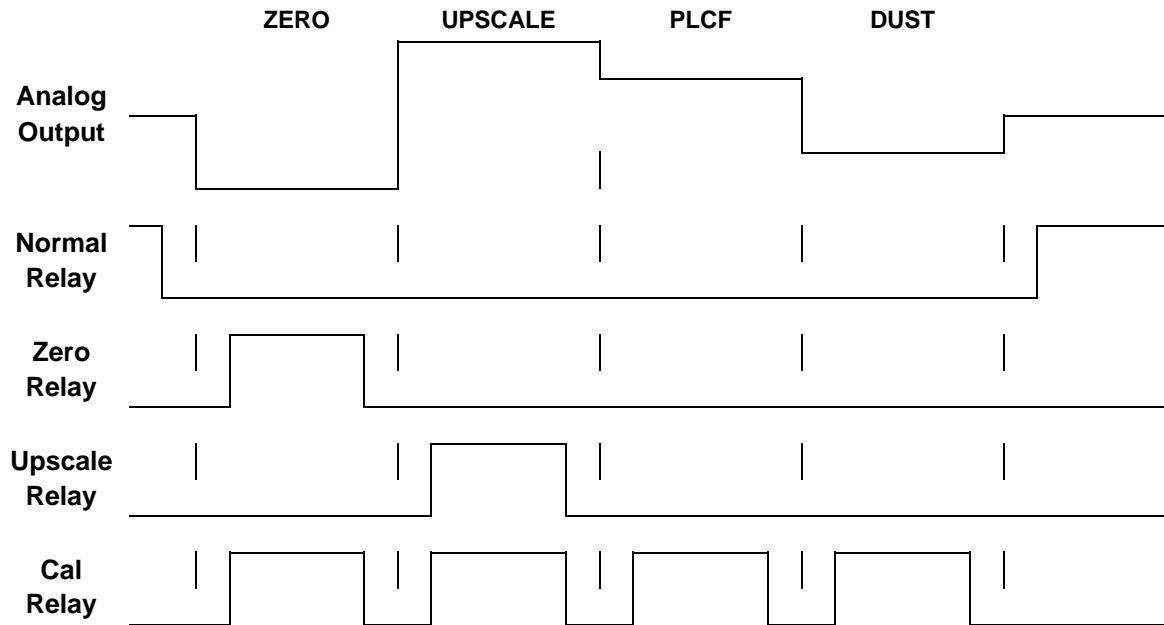 ZERO UPSCALE PLCF DUST
Analog
Output
Normal
Relay
Zero
Relay
Upscale
Relay
Cal
Relay